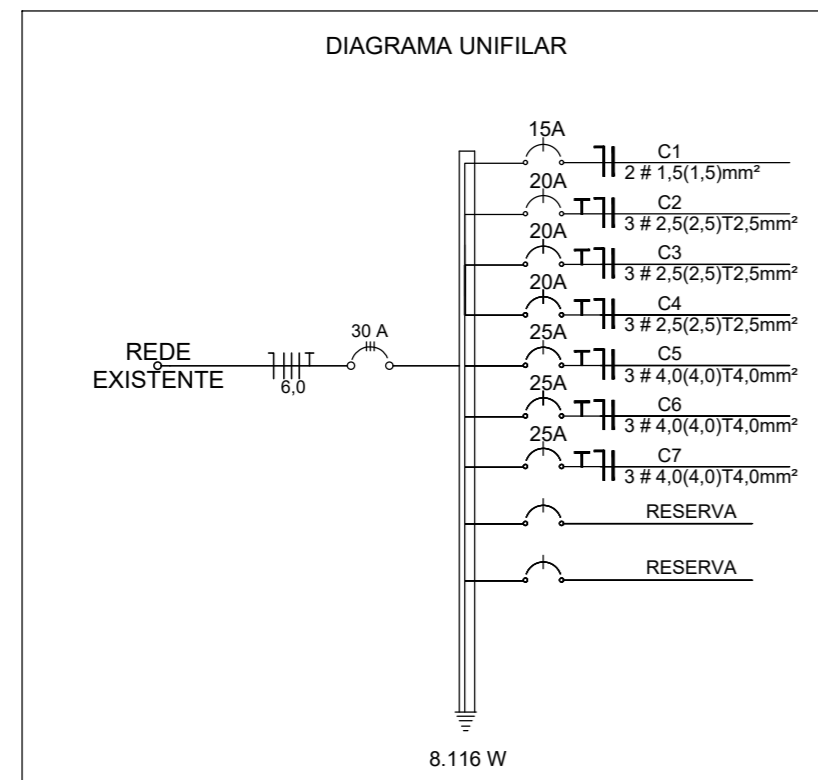 DIAGRAMA UNIFILAR
15A
C1
2 # 1,5(1,5)mm²
20A
C2
3 # 2,5(2,5)T2,5mm²
20A
C3
3 # 2,5(2,5)T2,5mm²
20A
C4
3 # 2,5(2,5)T2,5mm²
REDE
EXISTENTE
6,0
30 A
25A
C5
3 # 4,0(4,0)T4,0mm²
25A
C6
3 # 4,0(4,0)T4,0mm²
25A
C7
3 # 4,0(4,0)T4,0mm²
RESERVA
RESERVA
8.116 W